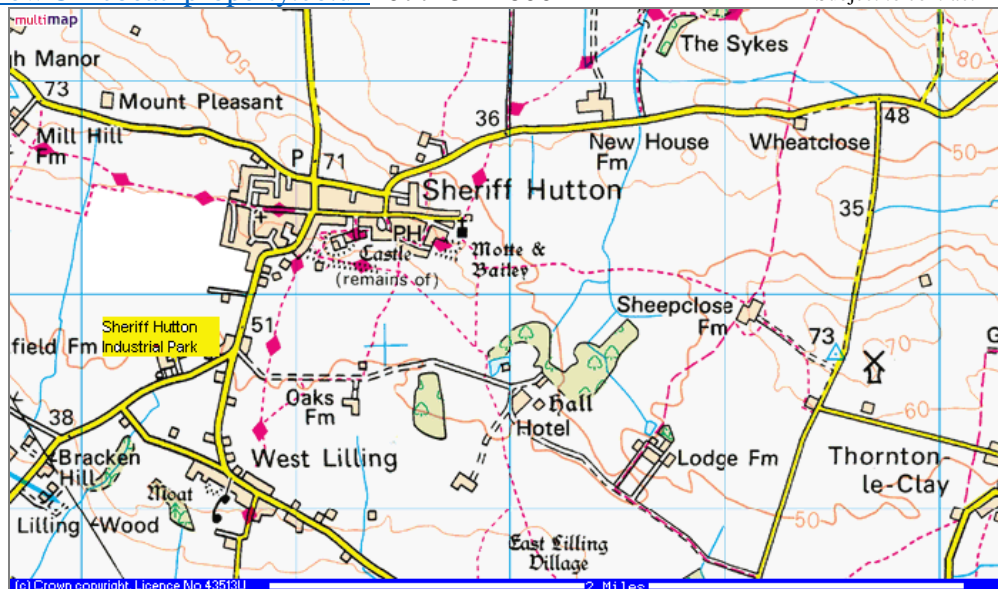 multimap
gh Manor
Mount Pleasant
73
Mill Hill
Fm
50
P
71
36
The Sykes
80
48
New House
Fm
Wheatclose
50
Sheriff Hutton
35
PH
Castle
(remains of)
Motte &
Bailey
Sheepclose
Fm
Sheriff Hutton
Industrial Park
51
field Fm
73
70
G
38
Oaks
Fm
Hall
Hotel
60
Bracken
Hill
West Lilling
Lodge Fm
Thornton-
le-Clay
Moat
Lilling Wood
50
East Lilling
Village
(c) Crown copyright. Licence No 43513U
2 Miles